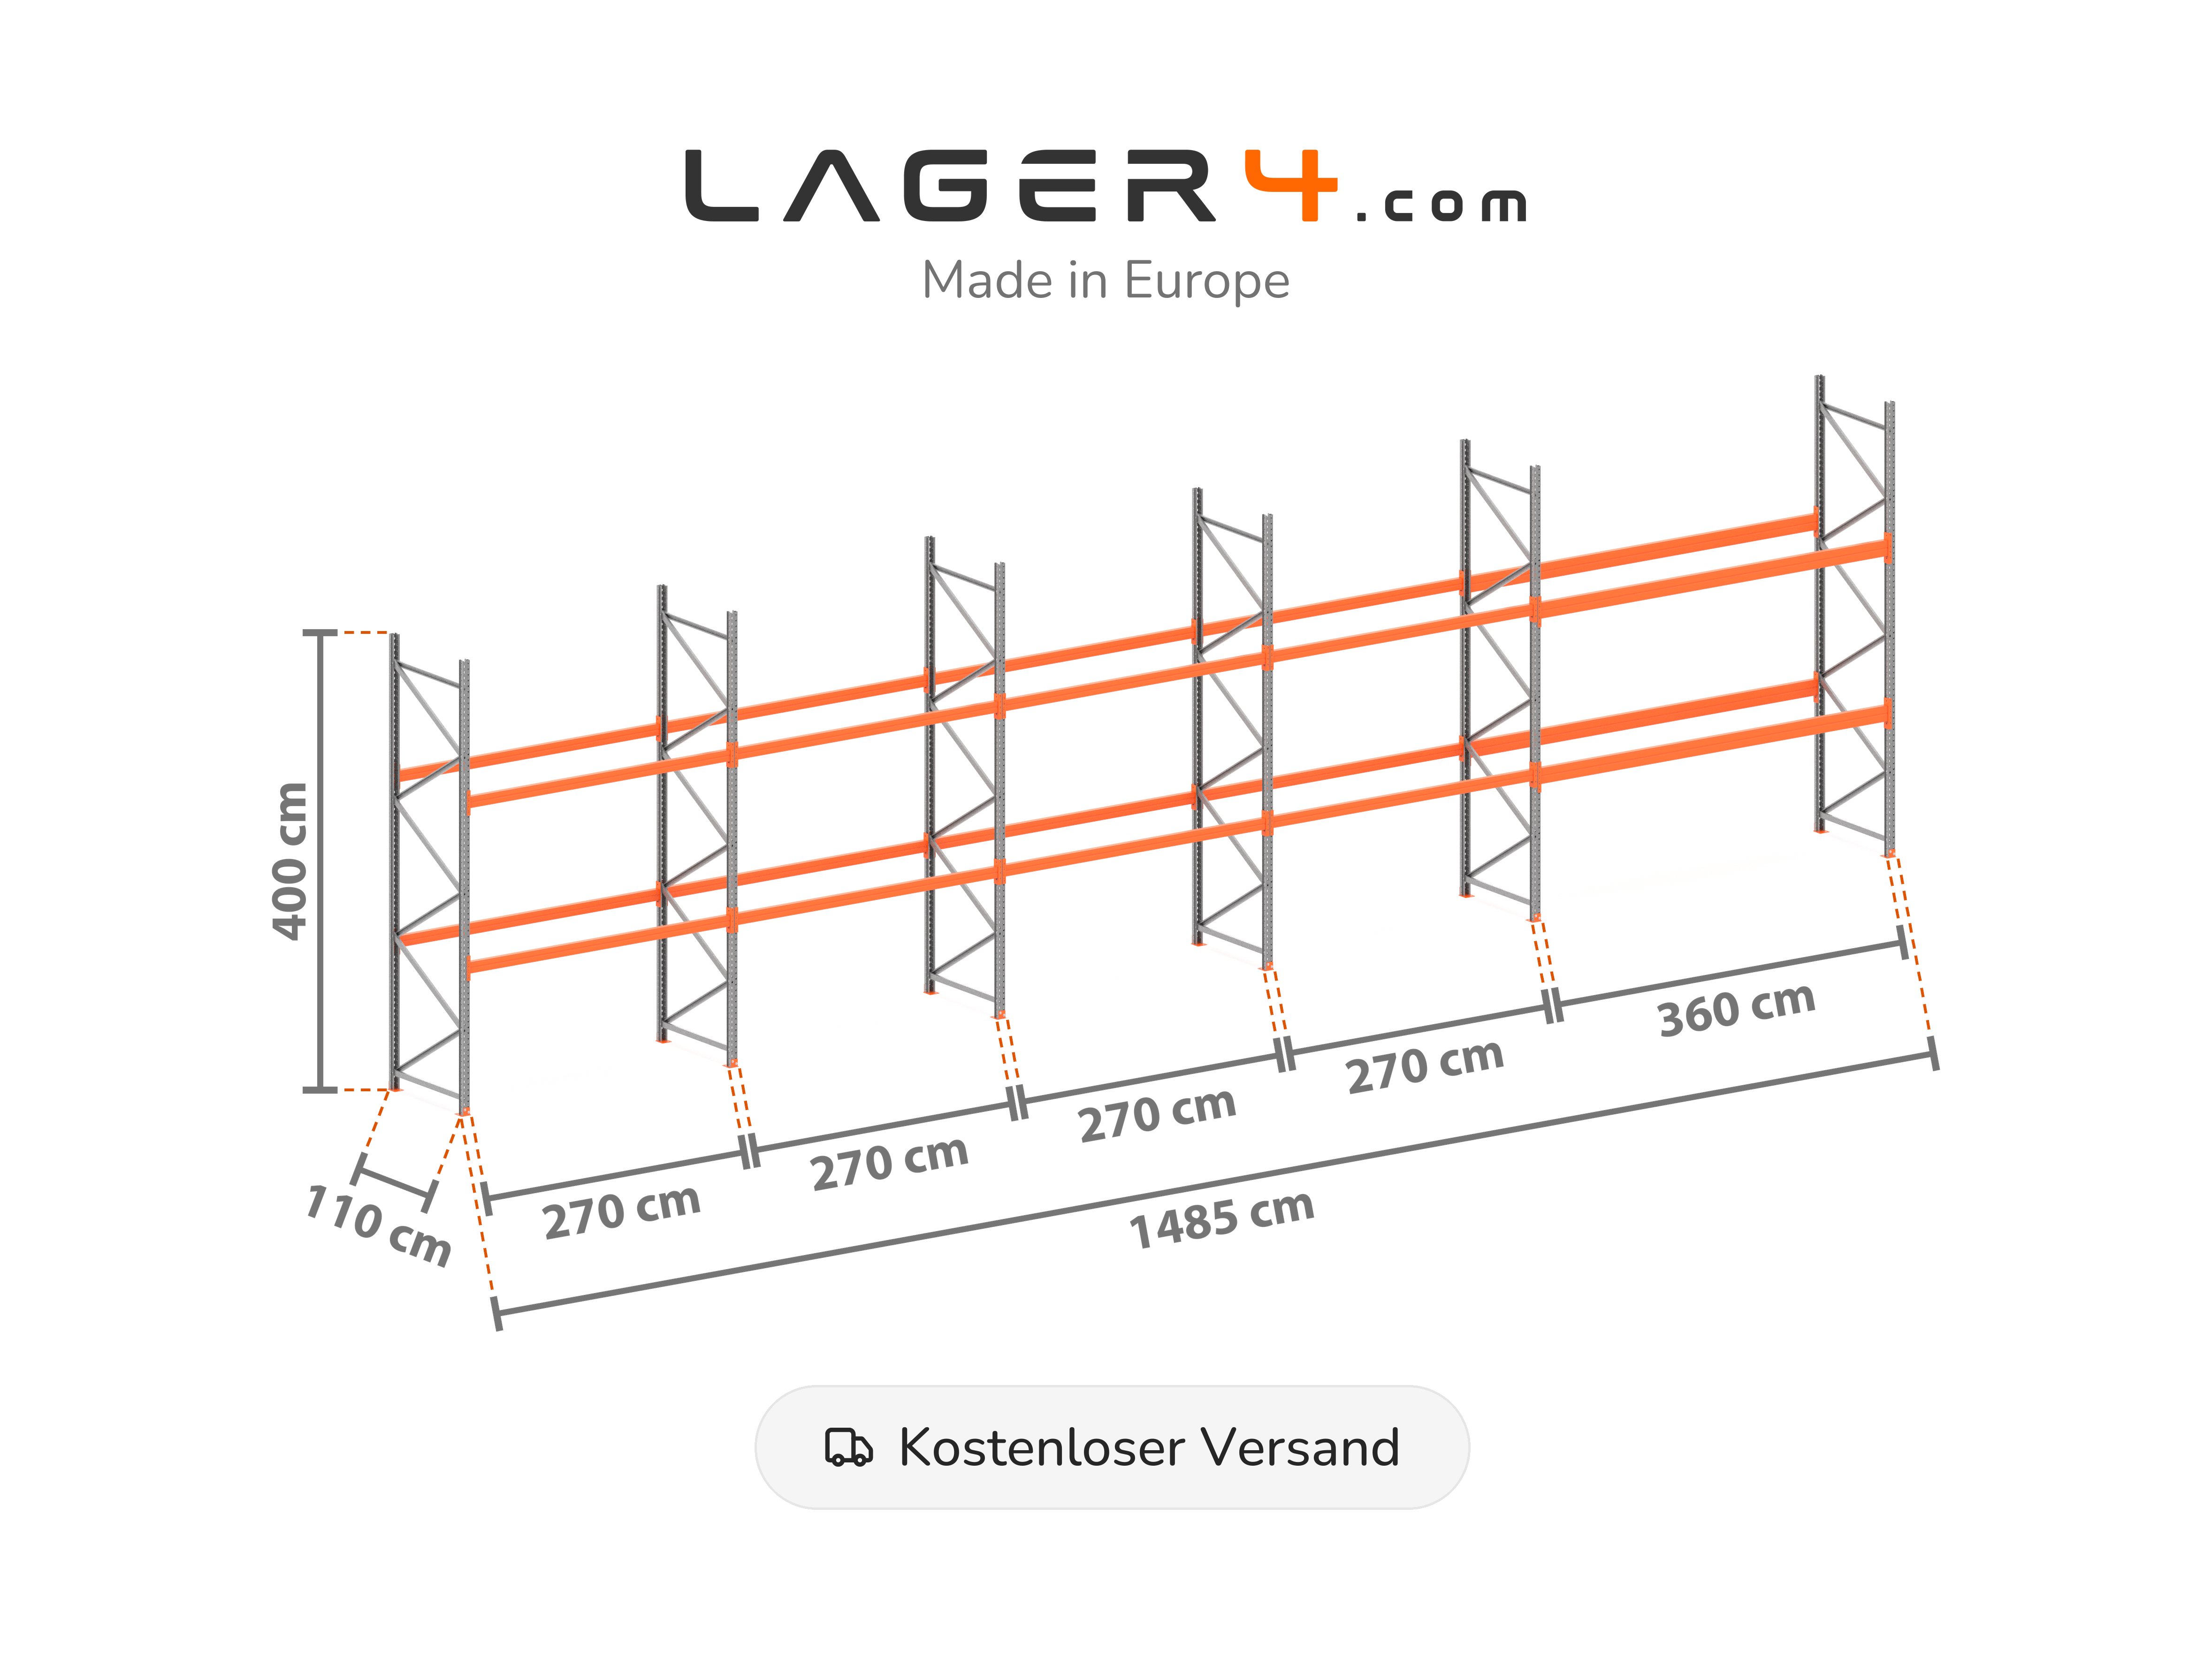 LAGER4.com
Made in Europe
400 cm
110 cm
270 cm
270 cm
270 cm
270 cm
360 cm
1485 cm
Kostenloser Versand